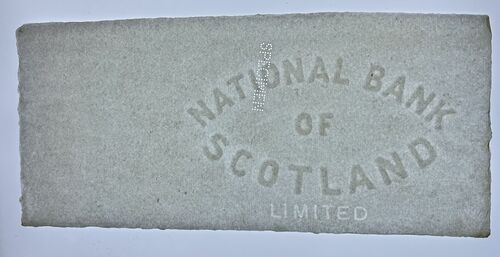 SPECIMEN
NATIONAL BANK
OF
SCOTLAND
LIMITED